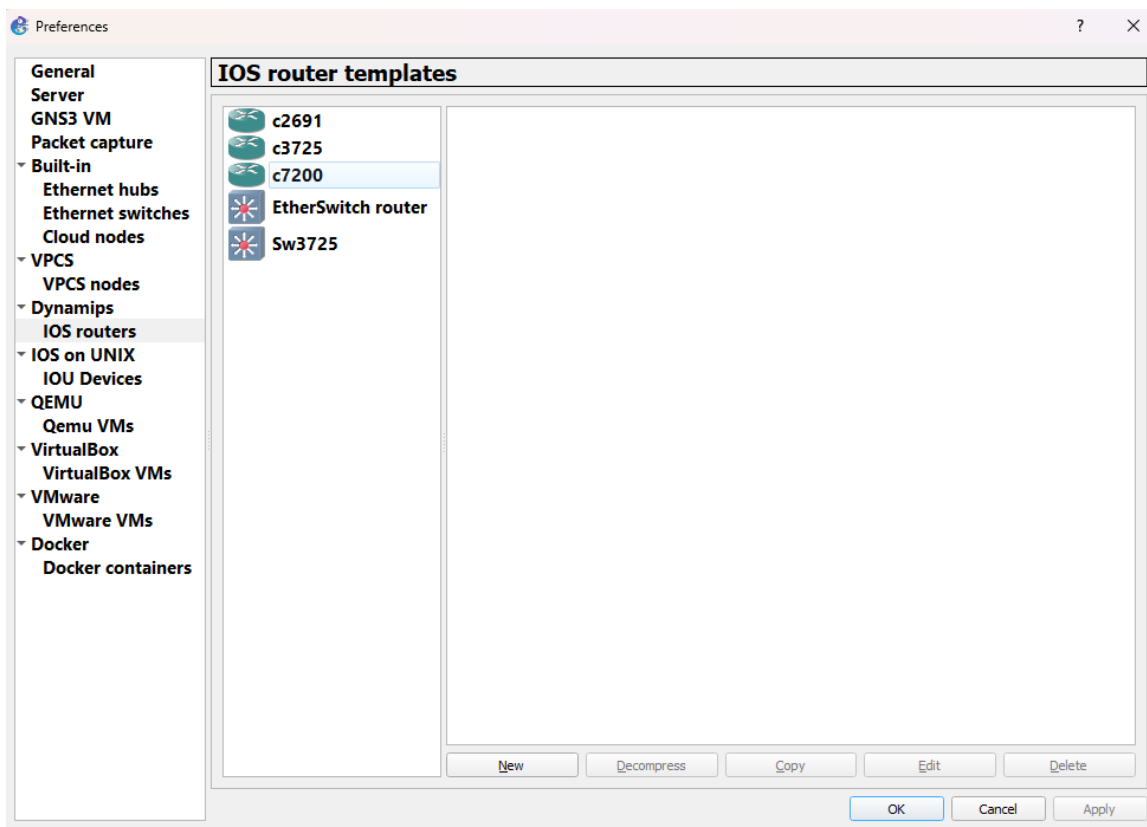 Preferences
?
General
Server
GNS3 VM
Packet capture
Built-in
Ethernet hubs
Ethernet switches
Cloud nodes
VPCS
VPCS nodes
Dynamips
IOS routers
IOS on UNIX
IOU Devices
QEMU
Qemu VMs
VirtualBox
VirtualBox VMs
VMware
VMware VMs
Docker
Docker containers
IOS router templates
c2691
c3725
c7200
EtherSwitch router
Sw3725
New Decompress Copy Edit Delete
OK Cancel Apply